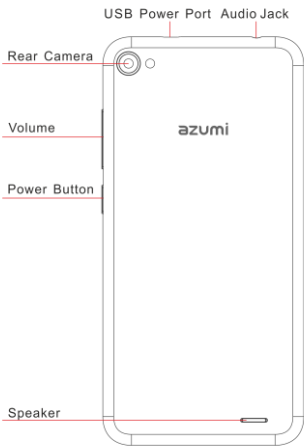 USB Power Port Audio Jack
Rear Camera
Volume
azumi
Power Button
Speaker